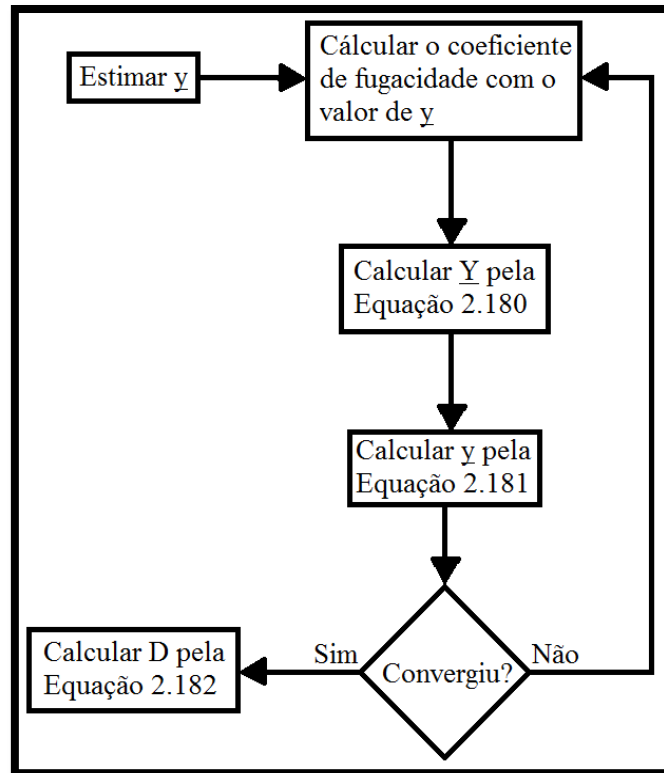 Estimar y
Cálcular o coeficiente
de fugacidade com o
valor de y
Calcular Y pela
Equação 2.180
Calcular y pela
Equação 2.181
Convergiu?
Sim
Não
Calcular D pela
Equação 2.182